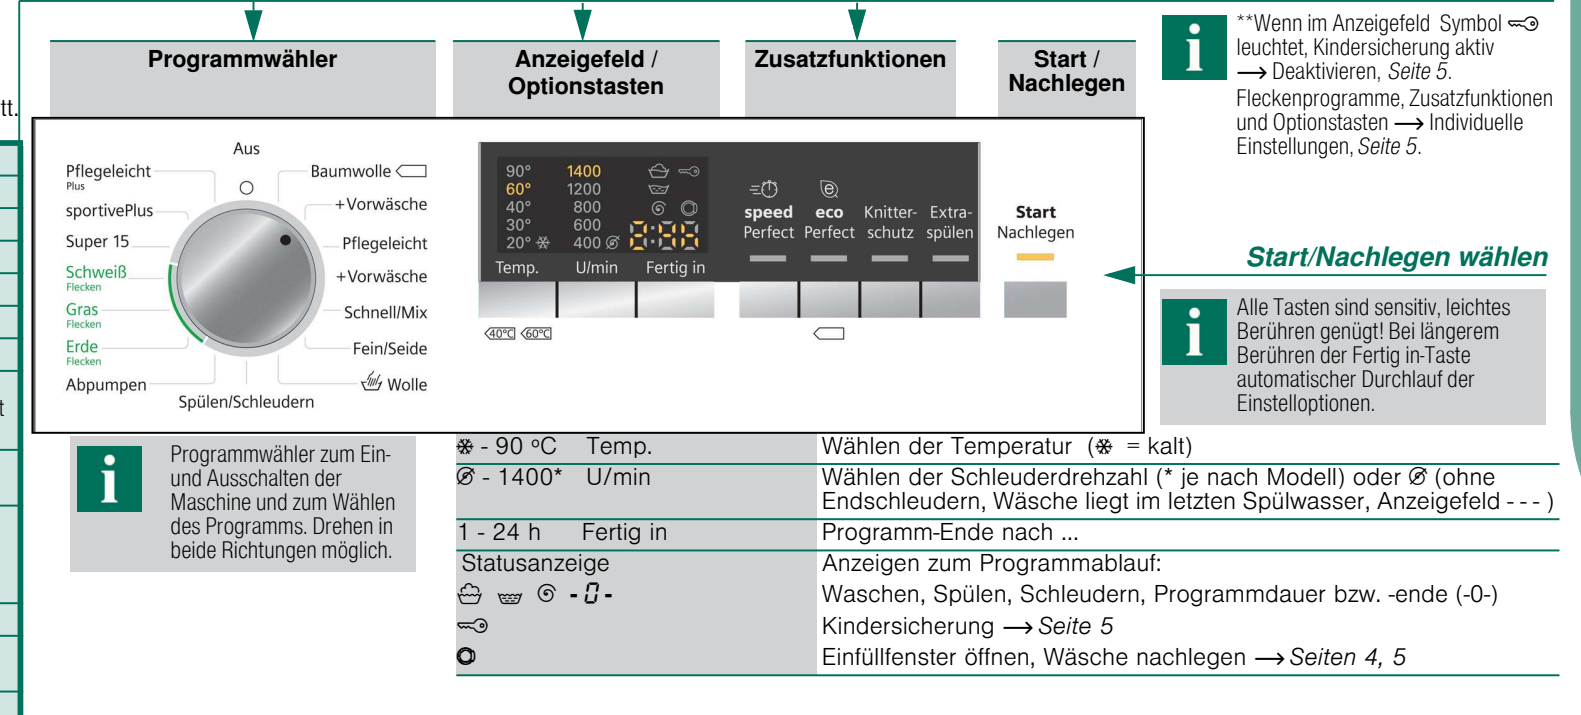 Programmwähler
Anzeigefeld /
Optionstasten
Zusatzfunktionen
Start /
Nachlegen
**Wenn im Anzeigefeld Symbol
leuchtet, Kindersicherung aktiv
⟶ Deaktivieren, Seite 5.
Fleckenprogramme, Zusatzfunktionen
und Optionstasten ⟶ Individuelle
Einstellungen, Seite 5.
tt.
Aus
Pflegeleicht
Plus
sportivePlus
Super 15
Schweiß
Flecken
Gras
Flecken
Erde
Flecken
Abpumpen
Spülen/Schleudern
Baumwolle
+Vorwäsche
Pflegeleicht
+Vorwäsche
Schnell/Mix
Fein/Seide
Wolle
90° 1400
60° 1200
40° 800
30° 600
20° 400
8:88
Temp. U/min Fertig in
40°C 60°C
speed
Perfect
eco
Perfect
Knitter-
schutz
Extra-
spülen
Start
Nachlegen
Start/Nachlegen wählen
Alle Tasten sind sensitiv, leichtes
Berühren genügt! Bei längerem
Berühren der Fertig in-Taste
automatischer Durchlauf der
Einstelloptionen.
t
Programmwähler zum Ein-
und Ausschalten der
Maschine und zum Wählen
des Programms. Drehen in
beide Richtungen möglich.
❄ - 90 ºC Temp. Wählen der Temperatur (❄ = kalt)
- 1400* U/min Wählen der Schleuderdrehzahl (* je nach Modell) oder (ohne
Endschleudern, Wäsche liegt im letzten Spülwasser, Anzeigefeld - - - )
1 - 24 h Fertig in Programm-Ende nach ...
Statusanzeige Anzeigen zum Programmablauf:
-0- Waschen, Spülen, Schleudern, Programmdauer bzw. -ende (-0-)
Kindersicherung ⟶ Seite 5
Einfüllfenster öffnen, Wäsche nachlegen ⟶ Seiten 4, 5